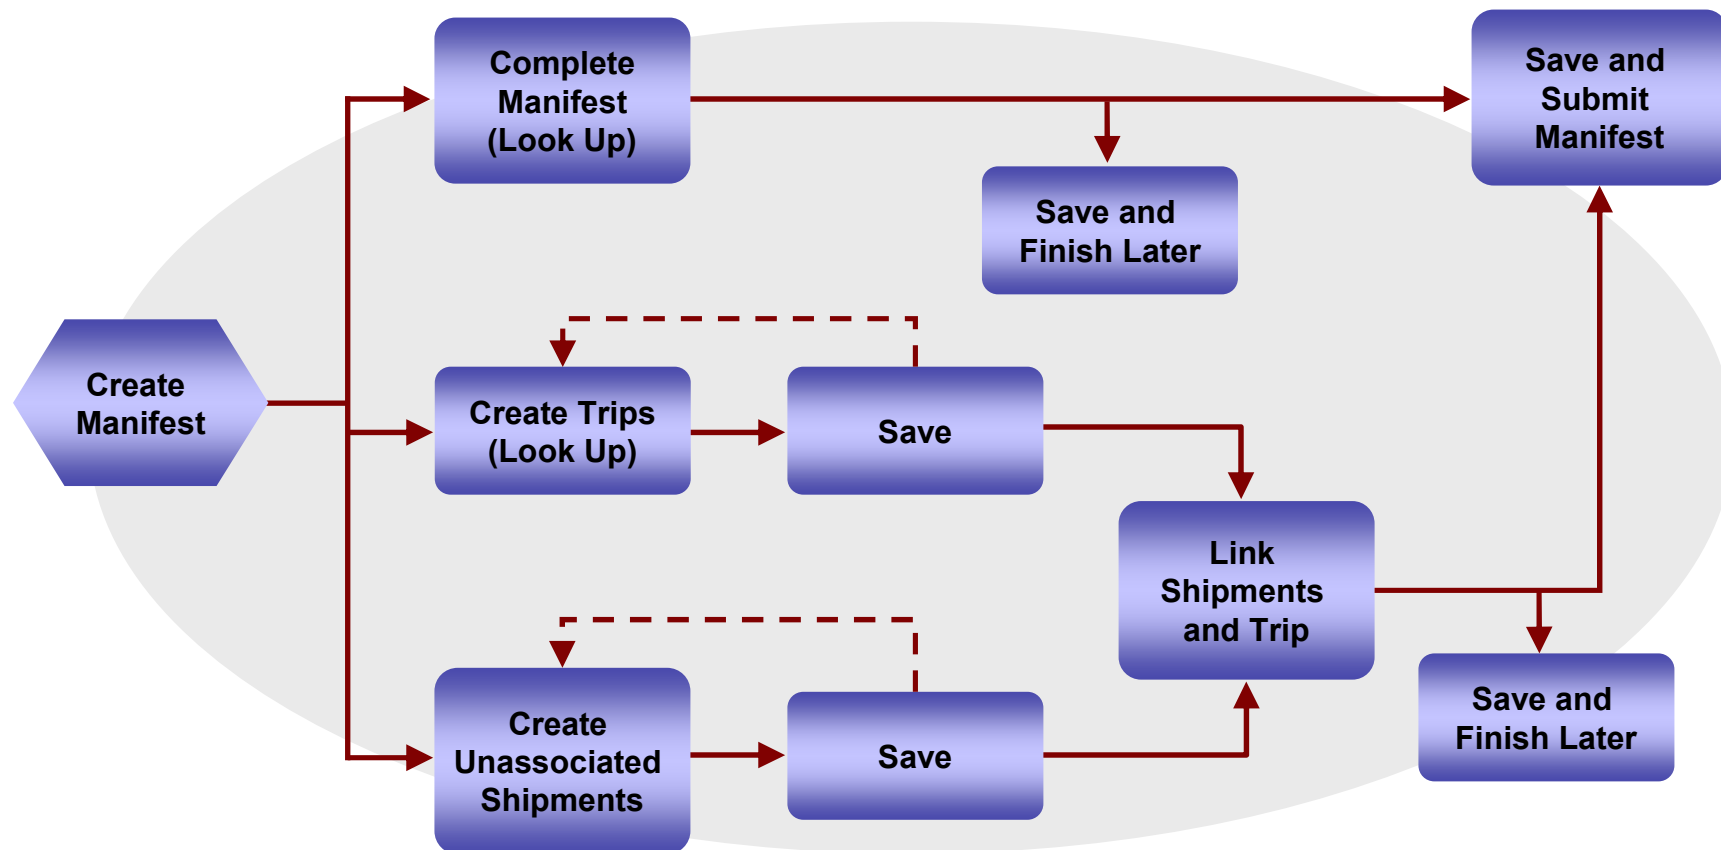 Complete
Manifest
(Look Up)
Save and
Submit
Manifest
Save and
Finish Later
Create
Manifest
Create Trips
(Look Up)
Save
Link
Shipments
and Trip
Create
Unassociated
Shipments
Save
Save and
Finish Later